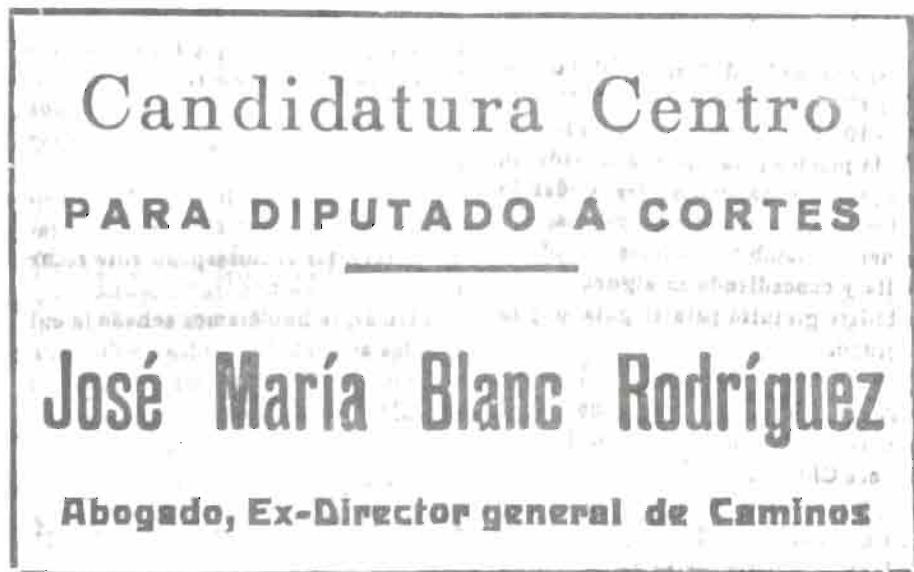 Candidatura Centro
PARA DIPUTADO A CORTES
José María Blanc Rodríguez
Abogado, Ex-Director general de Caminos